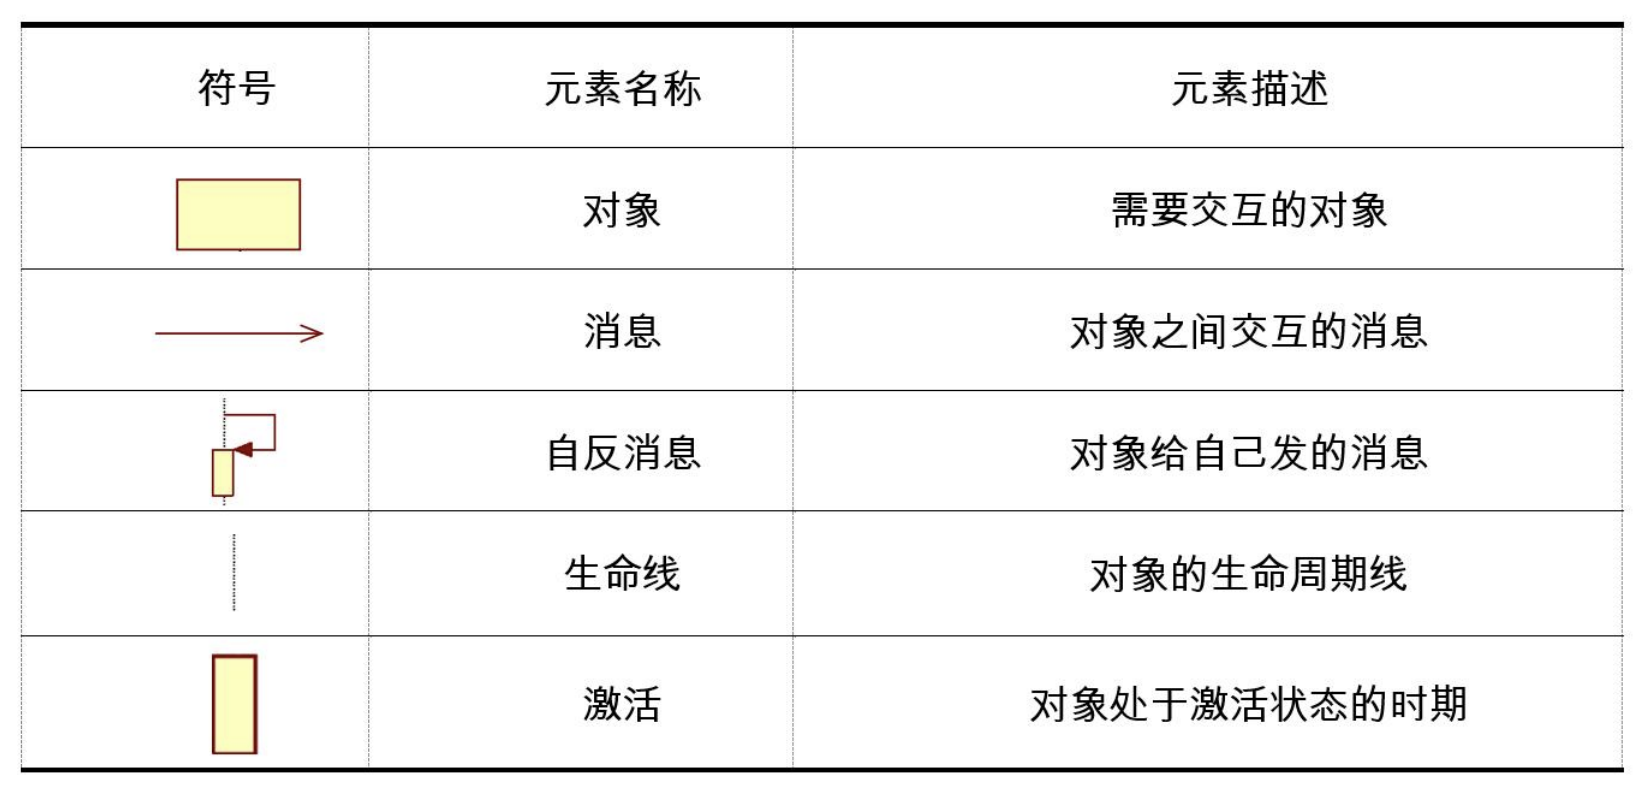 符号 元素名称 元素描述
对象 需要交互的对象
消息 对象之间交互的消息
自反消息 对象给自己发的消息
生命线 对象的生命周期线
激活 对象处于激活状态的时期